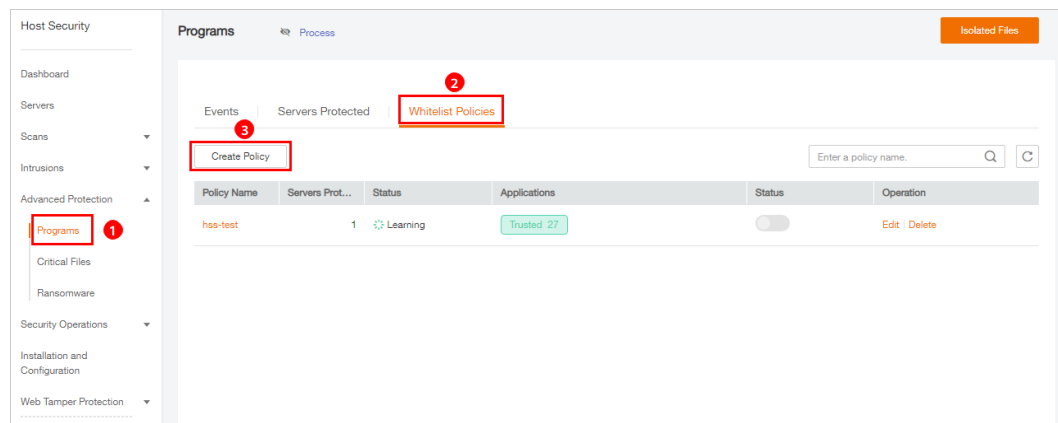 Host Security
Programs
Process
Isolated Files
Dashboard
Servers
Scans
Intrusions
Advanced Protection
Programs
1
Critical Files
Ransomware
Security Operations
Installation and
Configuration
Web Tamper Protection
2
Events Servers Protected Whitelist Policies
3
Create Policy
Enter a policy name.
Policy Name Servers Prot... Status Applications Status Operation
hss-test 1 Learning Trusted 27 Edit Delete